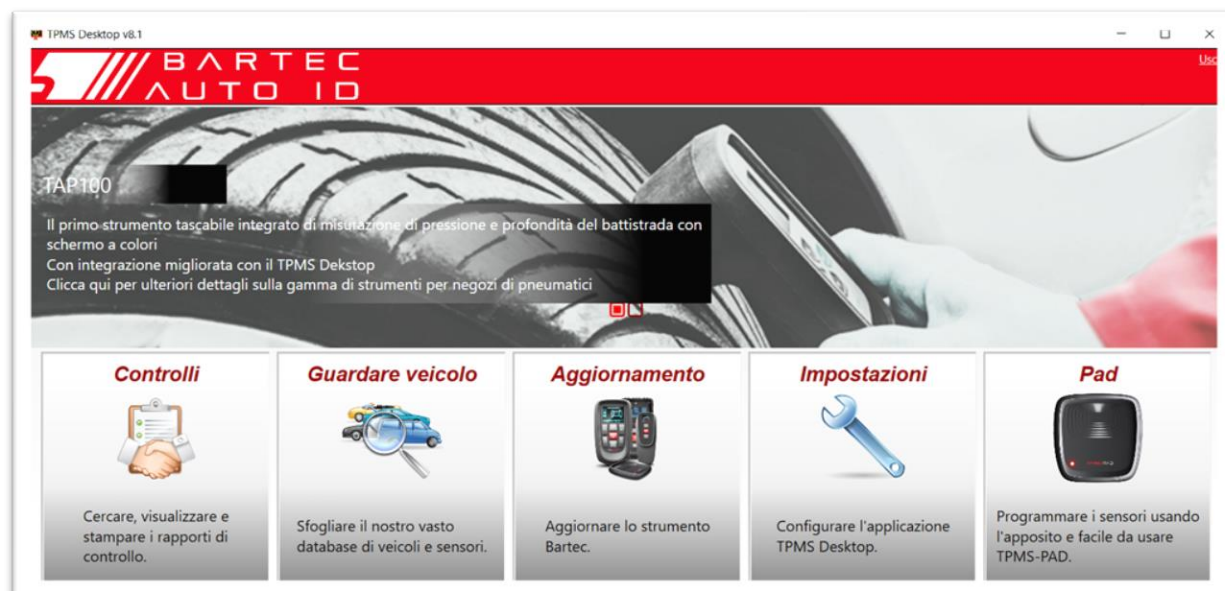 TPMS Desktop v8.1
BARTEC
AUTO ID
TAP100
Il primo strumento tascabile integrato di misurazione di pressione e profondità del battistrada con
schermo a colori
Con integrazione migliorata con il TPMS Dekstop
Clicca qui per ulteriori dettagli sulla gamma di strumenti per negozi di pneumatici
Controlli
Cercare, visualizzare e
stampare i rapporti di
controllo.
Guardare veicolo
Sfogliare il nostro vasto
database di veicoli e sensori.
Aggiornamento
Aggiornare lo strumento
Bartec.
Impostazioni
Configurare l'applicazione
TPMS Desktop.
Pad
Programmare i sensori usando
l'apposito e facile da usare
TPMS-PAD.